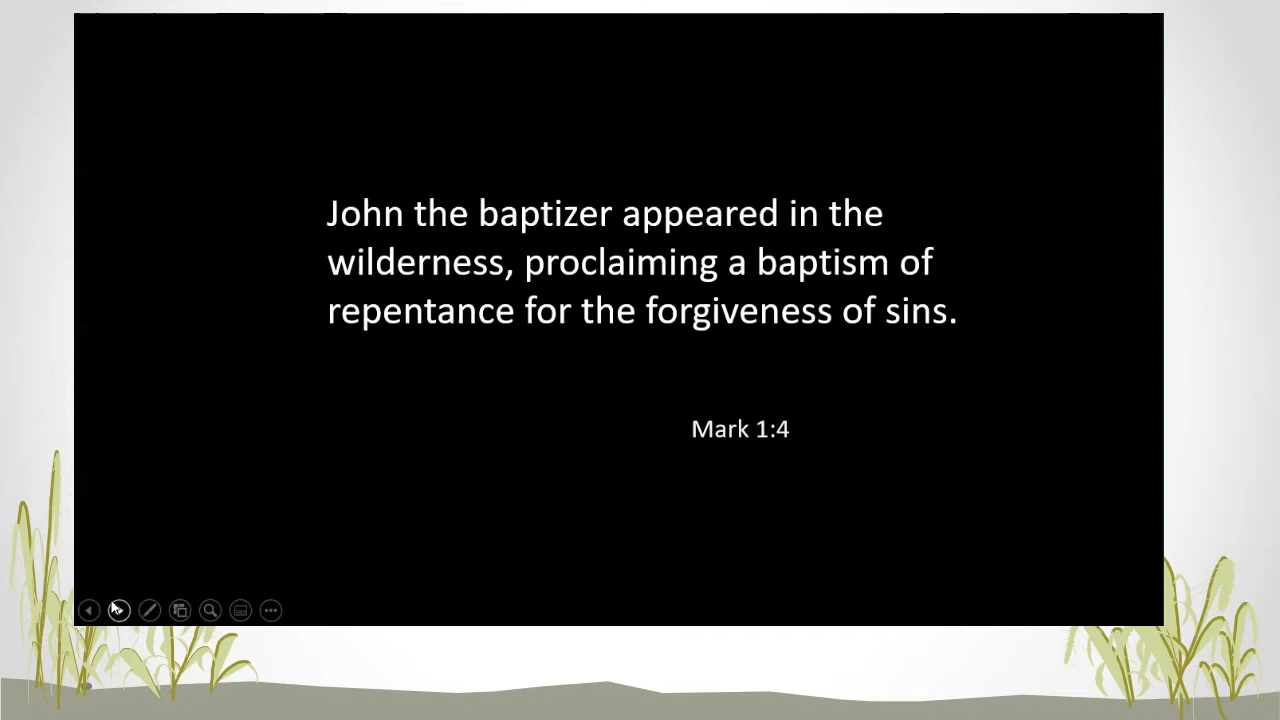 John the baptizer appeared in the
wilderness, proclaiming a baptism of
repentance for the forgiveness of sins.
Mark 1:4